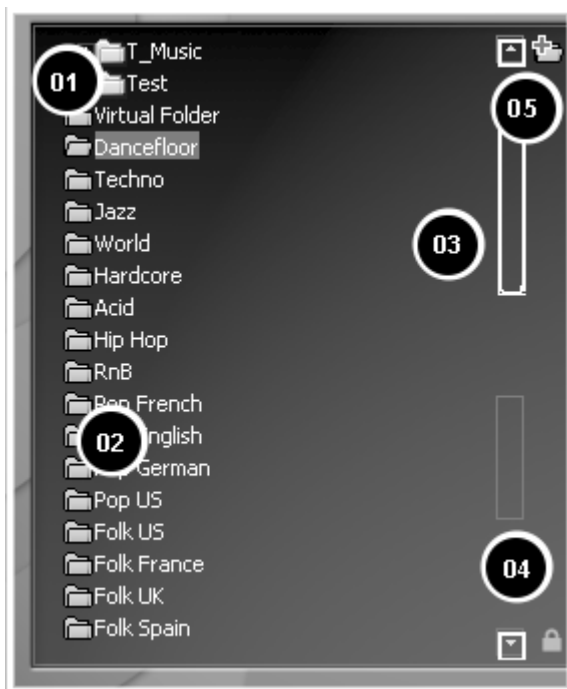 T_Music
01
Test
05
Virtual Folder
Dancefloor
Techno
Jazz
World
03
Hardcore
Acid
Hip Hop
RnB
Pop French
02
English
German
Pop US
Folk US
Folk France
04
Folk UK
Folk Spain